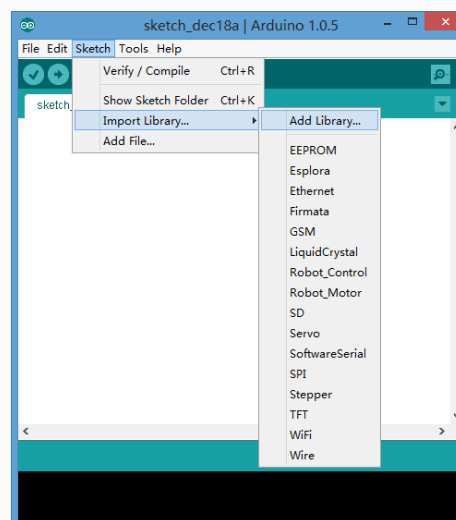 sketch_dec18a | Arduino 1.0.5
File Edit Sketch Tools Help
Verify / Compile Ctrl+R
sketch_
Show Sketch Folder Ctrl+K
Import Library...
Add File...
Add Library...
EEPROM
Esplora
Ethernet
Firmata
GSM
LiquidCrystal
Robot_Control
Robot_Motor
SD
Servo
SoftwareSerial
SPI
Stepper
TFT
WiFi
Wire